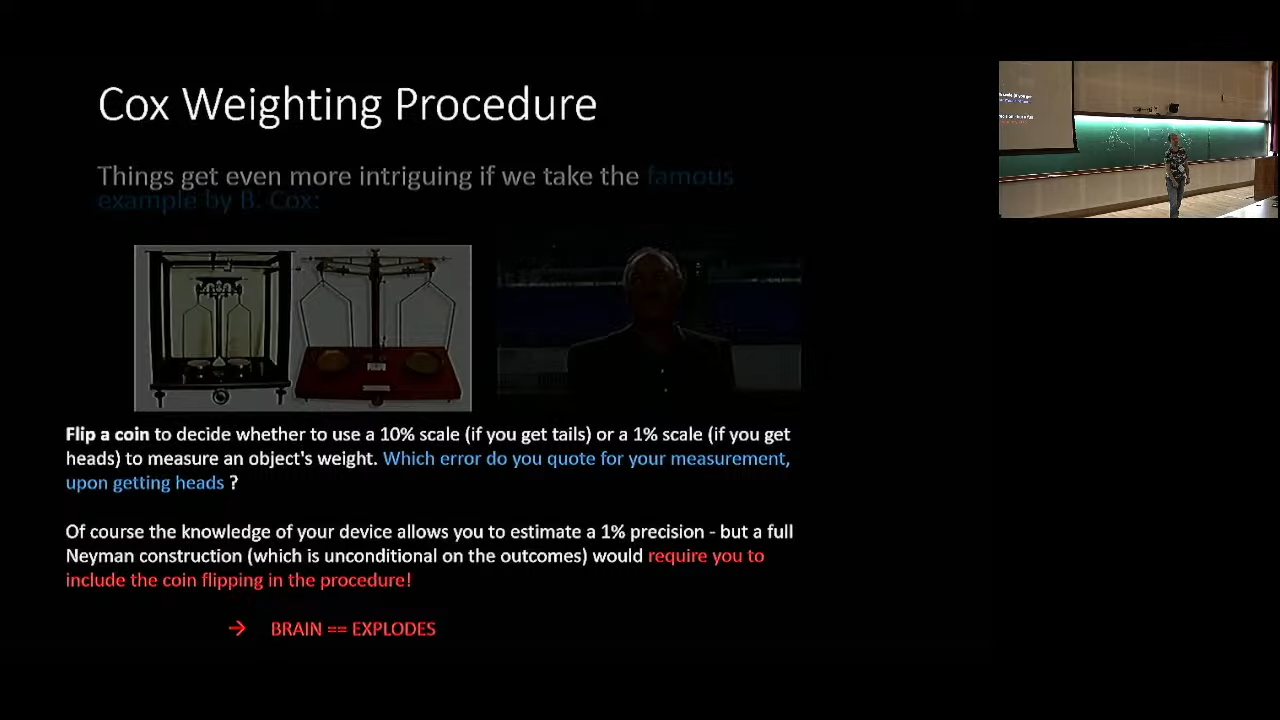 Cox Weighting Procedure
Things get even more intriguing if we take the famous
example by B. Cox:
Flip a coin to decide whether to use a 10% scale (if you get tails) or a 1% scale (if you get
heads) to measure an object's weight. Which error do you quote for your measurement,
upon getting heads ?
Of course the knowledge of your device allows you to estimate a 1% precision - but a full
Neyman construction (which is unconditional on the outcomes) would require you to
include the coin flipping in the procedure!
→ BRAIN == EXPLODES